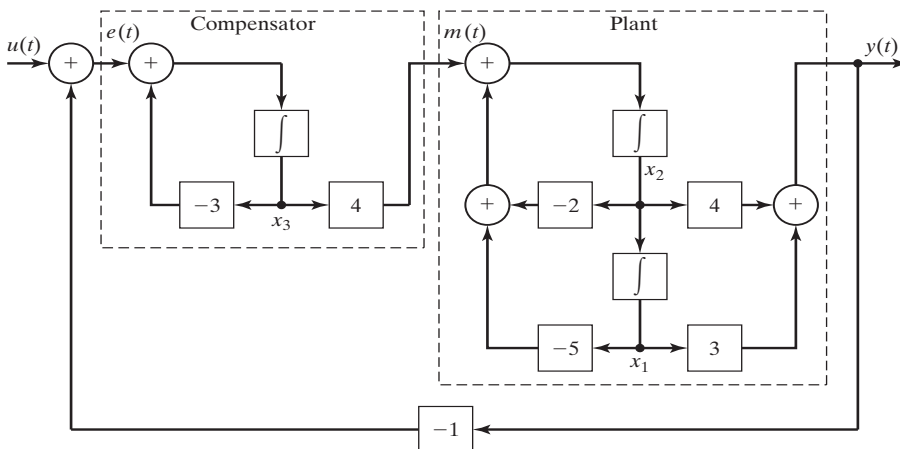 Compensator
Plant
u(t)
e(t)
m(t)
y(t)
+
+
+
∫
∫
x₂
−3
4
x₃
+
−2
4
+
∫
−5
x₁
3
−1